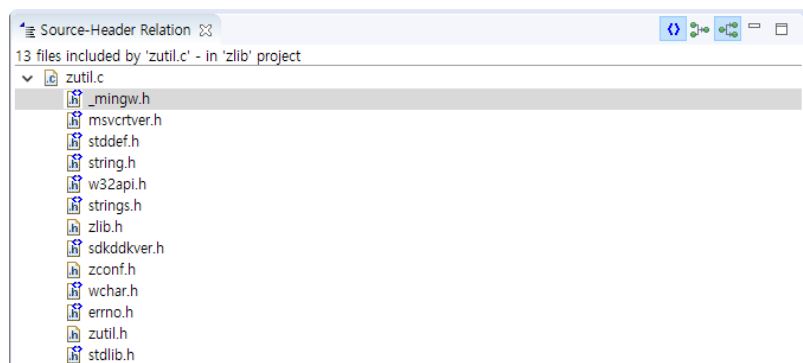 Source-Header Relation
13 files included by 'zutil.c' - in 'zlib' project
zutil.c
_mingw.h
msvcrtver.h
stddef.h
string.h
w32api.h
strings.h
zlib.h
sdkddkver.h
zconf.h
wchar.h
errno.h
zutil.h
stdlib.h